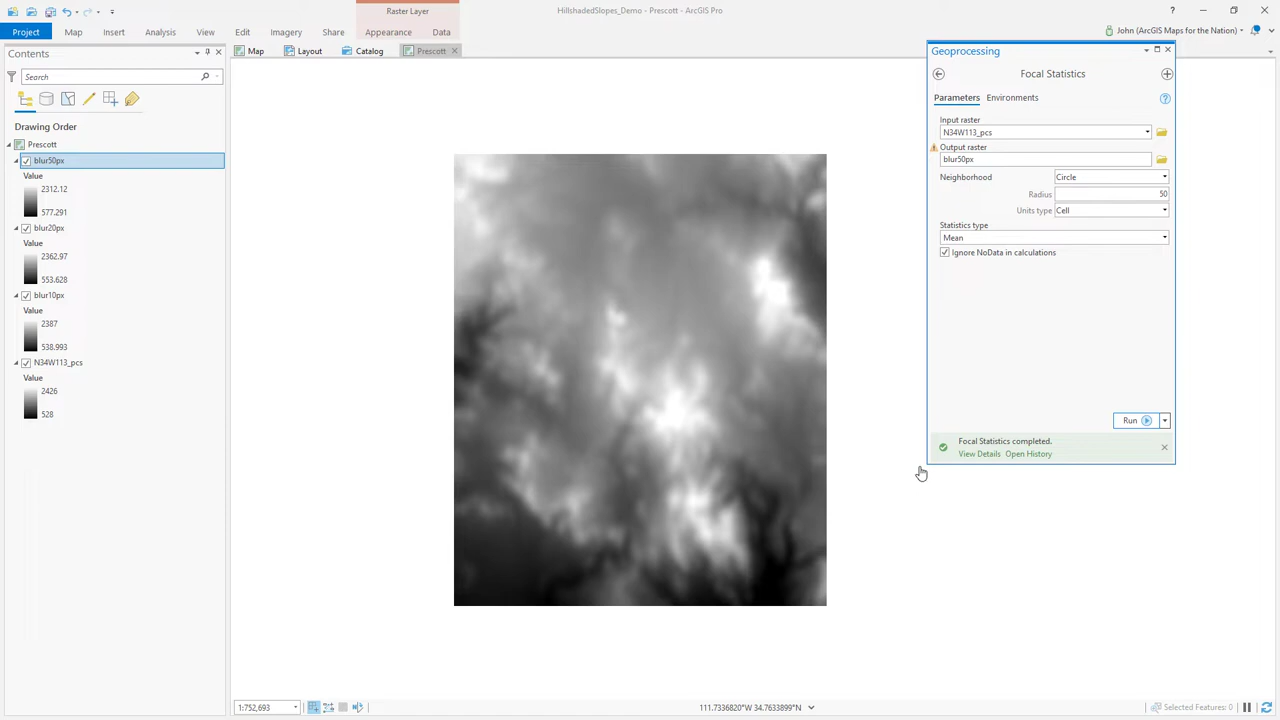 Raster Layer
HillshadedSlopes_Demo - Prescott - ArcGIS Pro
?
Project Map Insert Analysis View Edit Imagery Share Appearance Data
John (ArcGIS Maps for the Nation)
Contents
Map Layout Catalog Prescott
Search
Drawing Order
Prescott
blur50px
Value
2312.12
577.291
blur20px
Value
2362.97
553.628
blur10px
Value
2387
538.993
N34W113_pcs
Value
2426
528
Geoprocessing
Focal Statistics
Parameters Environments
Input raster
N34W113_pcs
Output raster
blur50px
Neighborhood Circle
Radius 50
Units type Cell
Statistics type
Mean
Ignore NoData in calculations
Run
Focal Statistics completed.
View Details Open History
1:752,693
111.7336820°W 34.7633899°N
Selected Features: 0